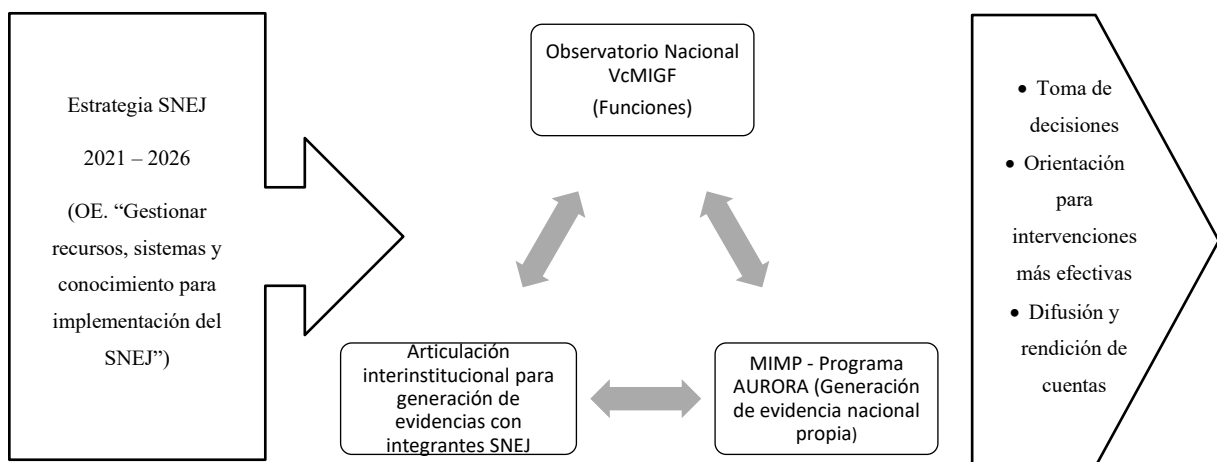 Estrategia SNEJ
2021 – 2026
(OE. “Gestionar
recursos, sistemas y
conocimiento para
implementación del
SNEJ”)
Observatorio Nacional
VcMIGF
(Funciones)
Articulación
interinstitucional para
generación de
evidencias con
integrantes SNEJ
MIMP - Programa
AURORA (Generación
de evidencia nacional
propia)
• Toma de
decisiones
• Orientación
para
intervenciones
más efectivas
• Difusión y
rendición de
cuentas